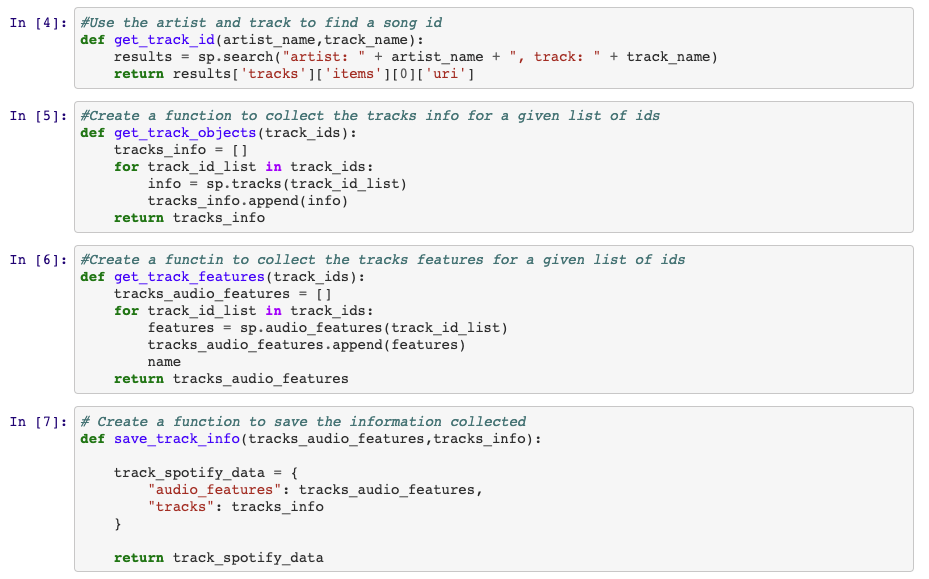 In [4]: #Use the artist and track to find a song id
def get_track_id(artist_name,track_name):
    results = sp.search("artist: " + artist_name + ", track: " + track_name)
    return results['tracks']['items'][0]['uri']
In [5]: #Create a function to collect the tracks info for a given list of ids
def get_track_objects(track_ids):
    tracks_info = []
    for track_id_list in track_ids:
        info = sp.tracks(track_id_list)
        tracks_info.append(info)
    return tracks_info
In [6]: #Create a functin to collect the tracks features for a given list of ids
def get_track_features(track_ids):
    tracks_audio_features = []
    for track_id_list in track_ids:
        features = sp.audio_features(track_id_list)
        tracks_audio_features.append(features)
        name
    return tracks_audio_features
In [7]: # Create a function to save the information collected
def save_track_info(tracks_audio_features,tracks_info):
    track_spotify_data = {
        "audio_features": tracks_audio_features,
        "tracks": tracks_info
    }
    return track_spotify_data